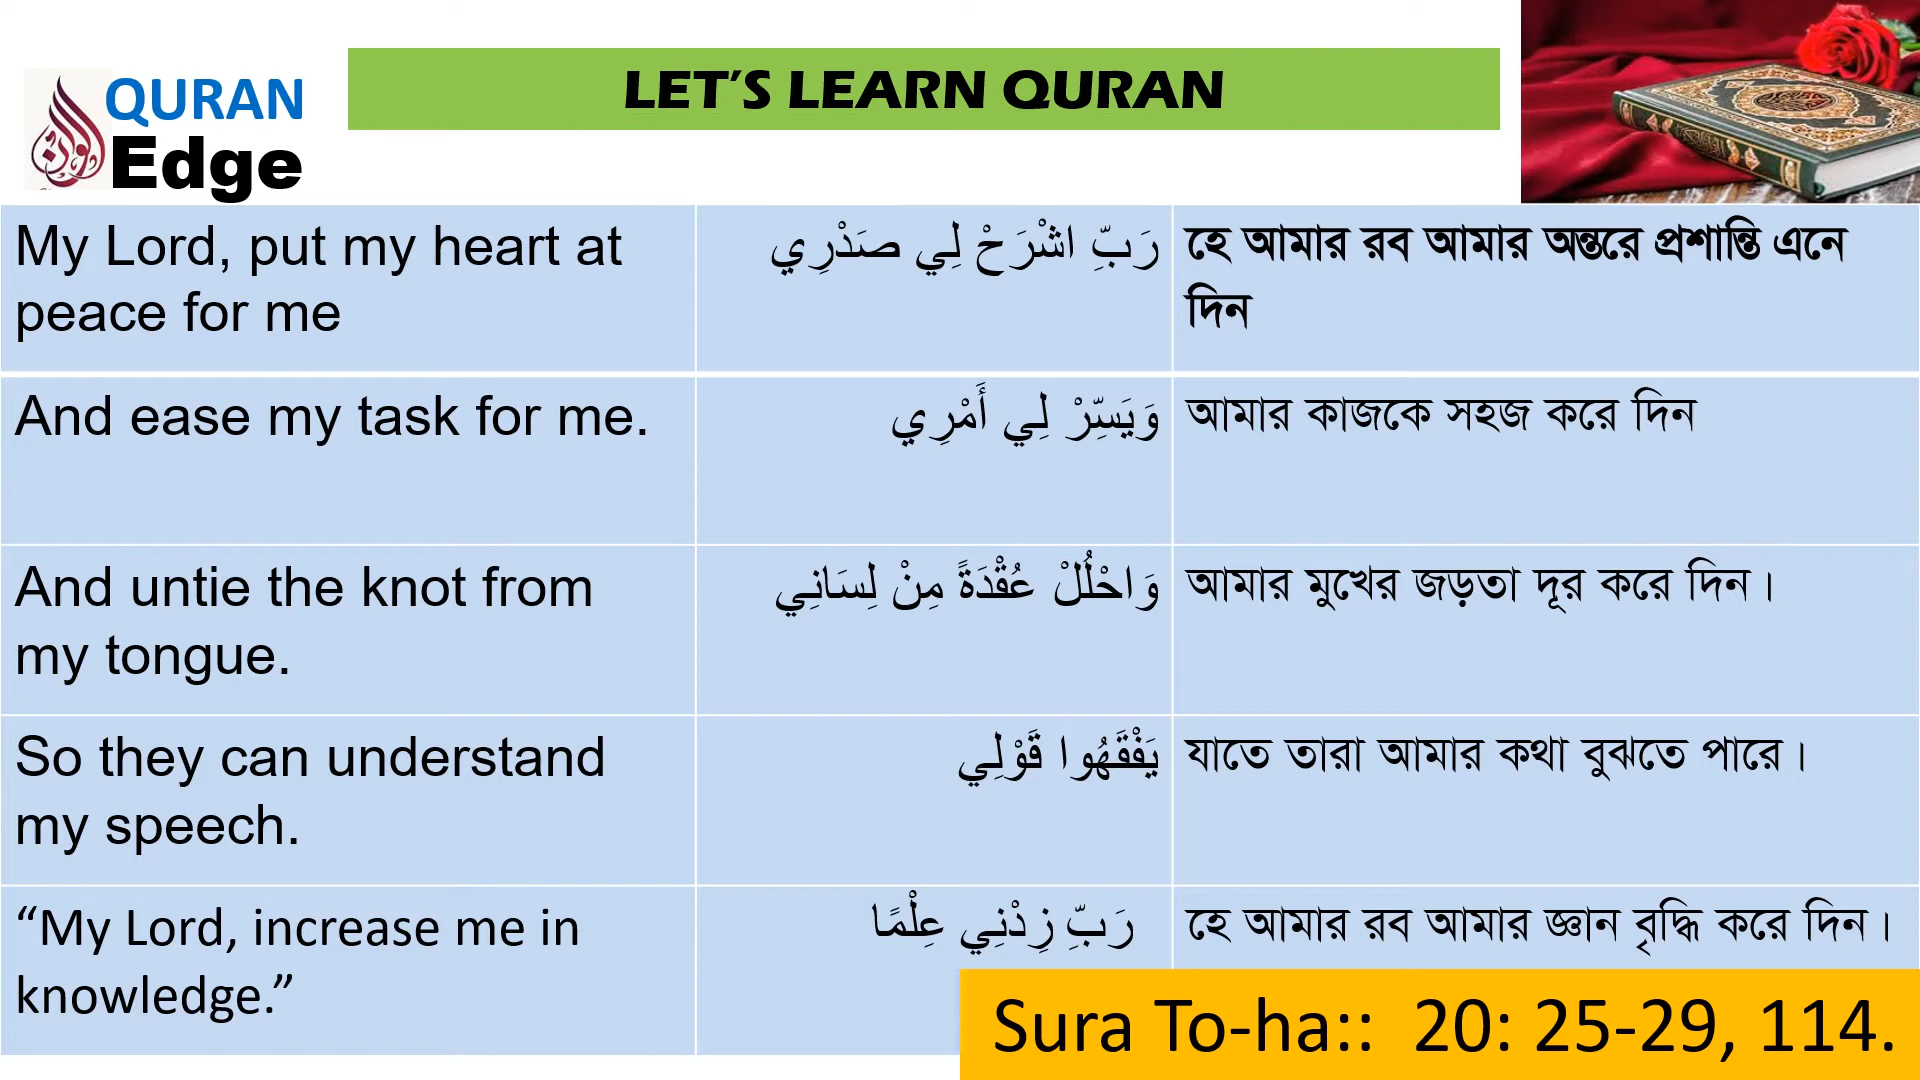 QURAN
Edge
LET’S LEARN QURAN
My Lord, put my heart at
peace for me
رَبِّ اشْرَحْ لِي صَدْرِي
হে আমার রব আমার অন্তরে প্রশান্তি এনে
দিন
And ease my task for me.
وَيَسِّرْ لِي أَمْرِي
আমার কাজকে সহজ করে দিন
And untie the knot from
my tongue.
وَاحْلُلْ عُقْدَةً مِنْ لِسَانِي
আমার মুখের জড়তা দূর করে দিন।
So they can understand
my speech.
يَفْقَهُوا قَوْلِي
যাতে তারা আমার কথা বুঝতে পারে।
“My Lord, increase me in
knowledge.”
رَبِّ زِدْنِي عِلْمًا
হে আমার রব আমার জ্ঞান বৃদ্ধি করে দিন।
Sura To-ha:: 20: 25-29, 114.